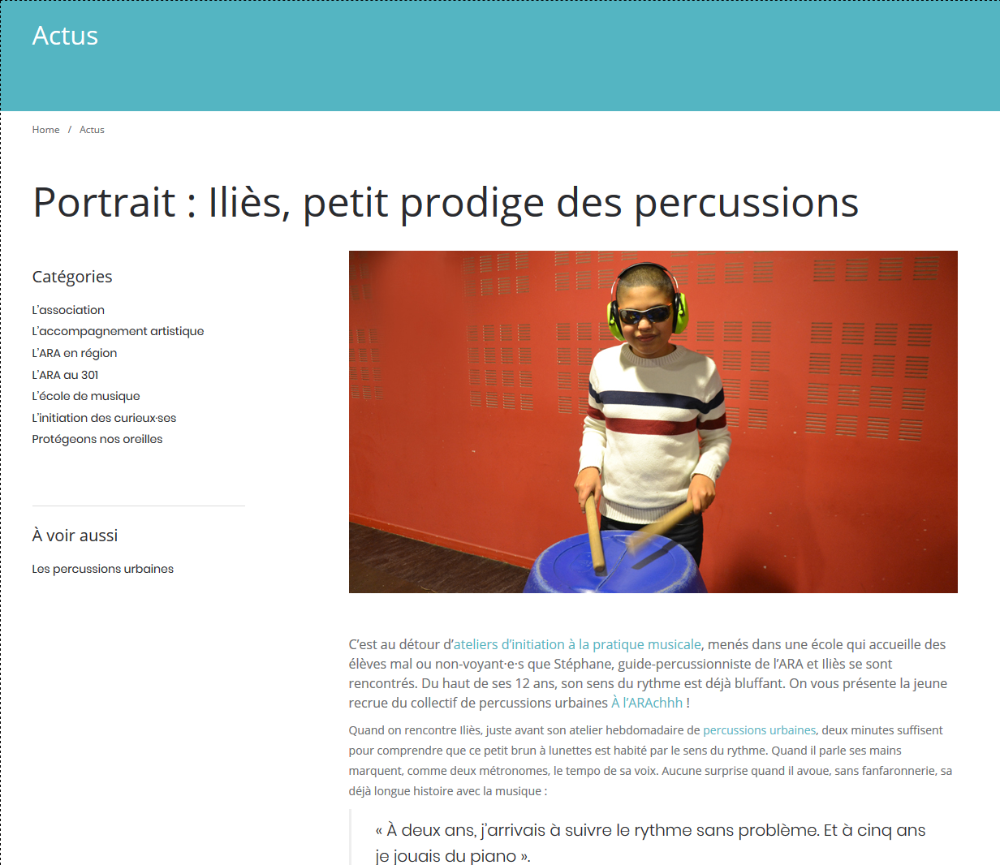 Actus
Home / Actus
Portrait : Iliès, petit prodige des percussions
Catégories
L’association
L’accompagnement artistique
L’ARA en région
L’ARA au 301
L’école de musique
L’initiation des curieux·ses
Protégeons nos oreilles
À voir aussi
Les percussions urbaines
C’est au détour d’ateliers d’initiation à la pratique musicale, menés dans une école qui accueille des
élèves mal ou non-voyant·e·s que Stéphane, guide-percussionniste de l’ARA et Iliès se sont
rencontrés. Du haut de ses 12 ans, son sens du rythme est déjà bluffant. On vous présente la jeune
recrue du collectif de percussions urbaines À l’ARAchhh !
Quand on rencontre Iliès, juste avant son atelier hebdomadaire de percussions urbaines, deux minutes suffisent
pour comprendre que ce petit brun à lunettes est habité par le sens du rythme. Quand il parle ses mains
marquent, comme deux métronomes, le tempo de sa voix. Aucune surprise quand il avoue, sans fanfaronnerie, sa
déjà longue histoire avec la musique :
« À deux ans, j’arrivais à suivre le rythme sans problème. Et à cinq ans
je jouais du piano ».